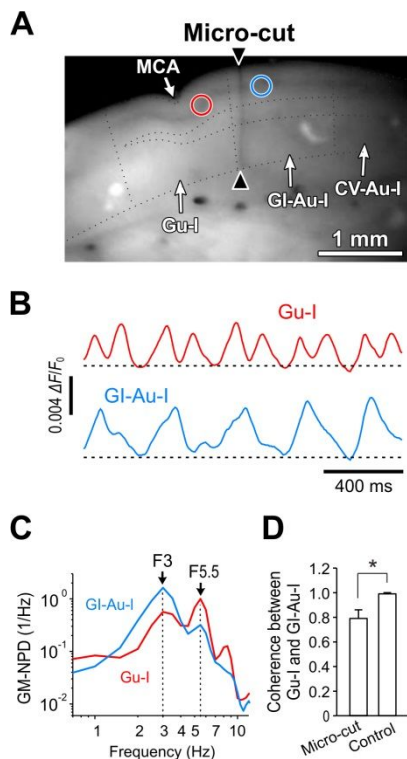 A
Micro-cut
MCA
Gu-I
GI-Au-I
CV-Au-I
1 mm
B
Gu-I
0.004 ΔF/F₀
GI-Au-I
400 ms
C
F3
F5.5
GM-NPD (1/Hz)
10⁰
10⁻¹
10⁻²
GI-Au-I
Gu-I
1 2 3 4 5 7 10
Frequency (Hz)
D
Coherence between
Gu-I and GI-Au-I
*
1.2
1.0
0.8
0.6
0.4
0.2
0
Micro-cut
Control